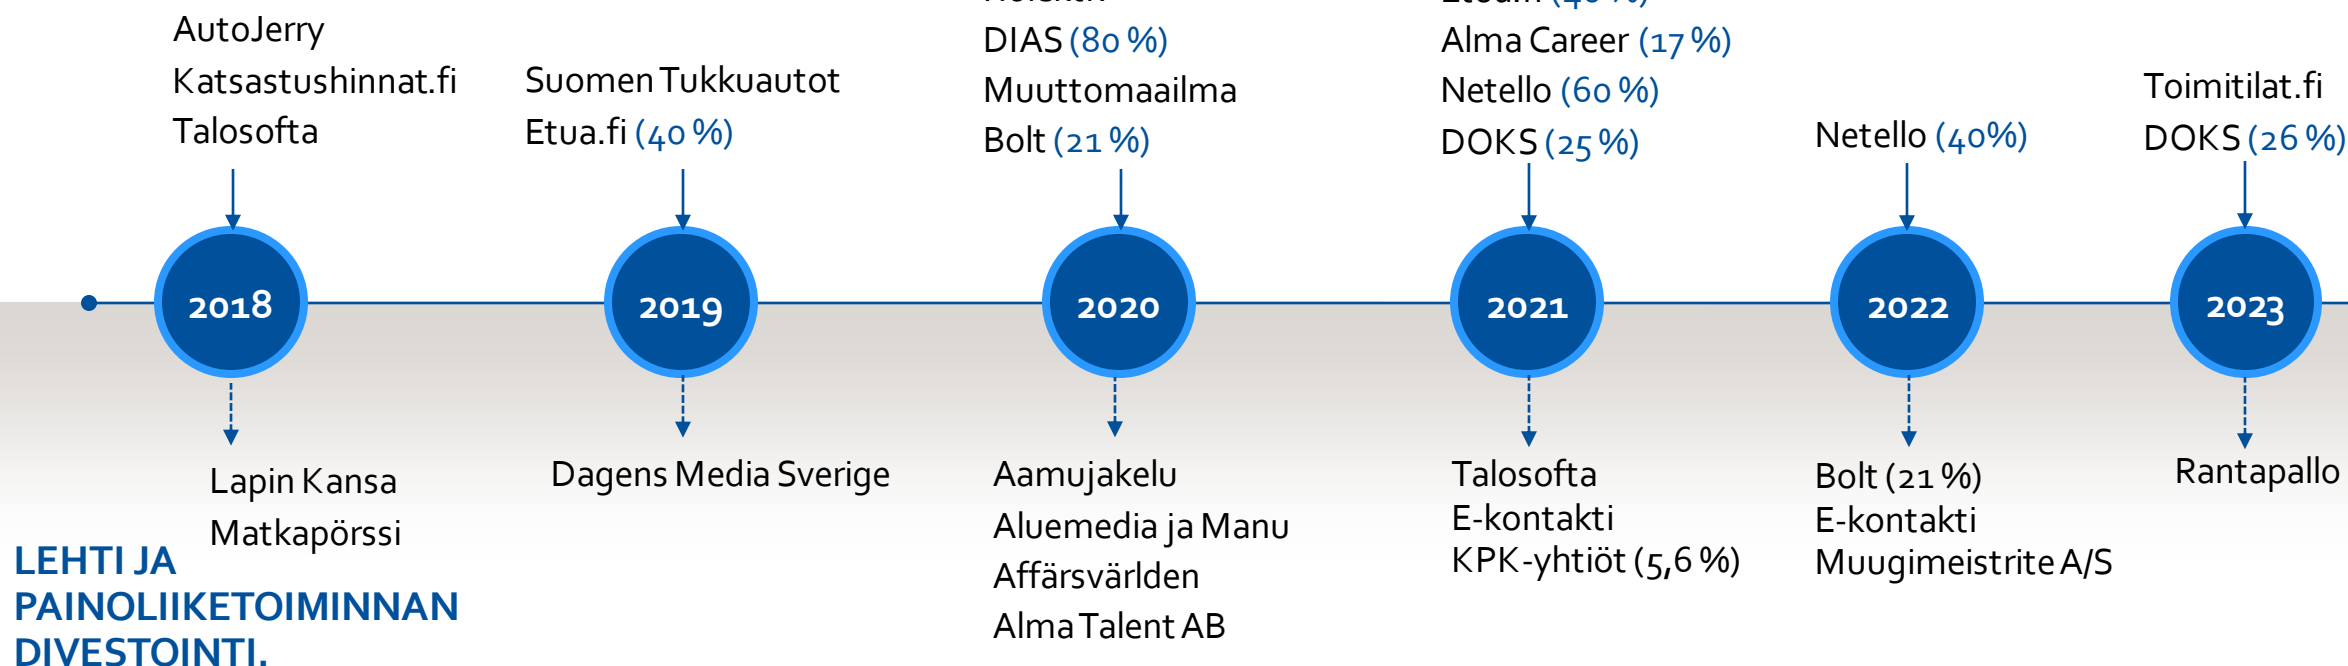 AutoJerry
Katsastushinnat.fi
Talosofta
Suomen Tukkuautot
Etua.fi (40 %)
DIAS (80 %)
Muuttomaailma
Bolt (21 %)
Alma Career (17 %)
Netello (60 %)
DOKS (25 %)
Netello (40%)
Toimitilat.fi
DOKS (26 %)
2018
2019
2020
2021
2022
2023
Lapin Kansa
Matkapörssi
Dagens Media Sverige
Aamujakelu
Aluemedia ja Manu
Affärsvärlden
Alma Talent AB
Talosofta
E-kontakti
KPK-yhtiöt (5,6 %)
Bolt (21 %)
E-kontakti
Muugimeistrite A/S
Rantapallo
LEHTI JA
PAINOLIIKETOIMINNAN
DIVESTOINTI.